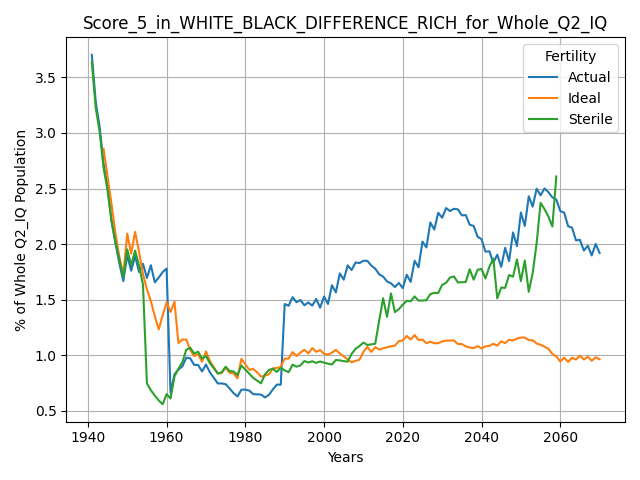 Score_5_in_WHITE_BLACK_DIFFERENCE_RICH_for_Whole_Q2_IQ
% of Whole Q2_IQ Population
3.5
3.0
2.5
2.0
1.5
1.0
0.5
Fertility
Actual
Ideal
Sterile
1940 1960 1980 2000 2020 2040 2060
Years